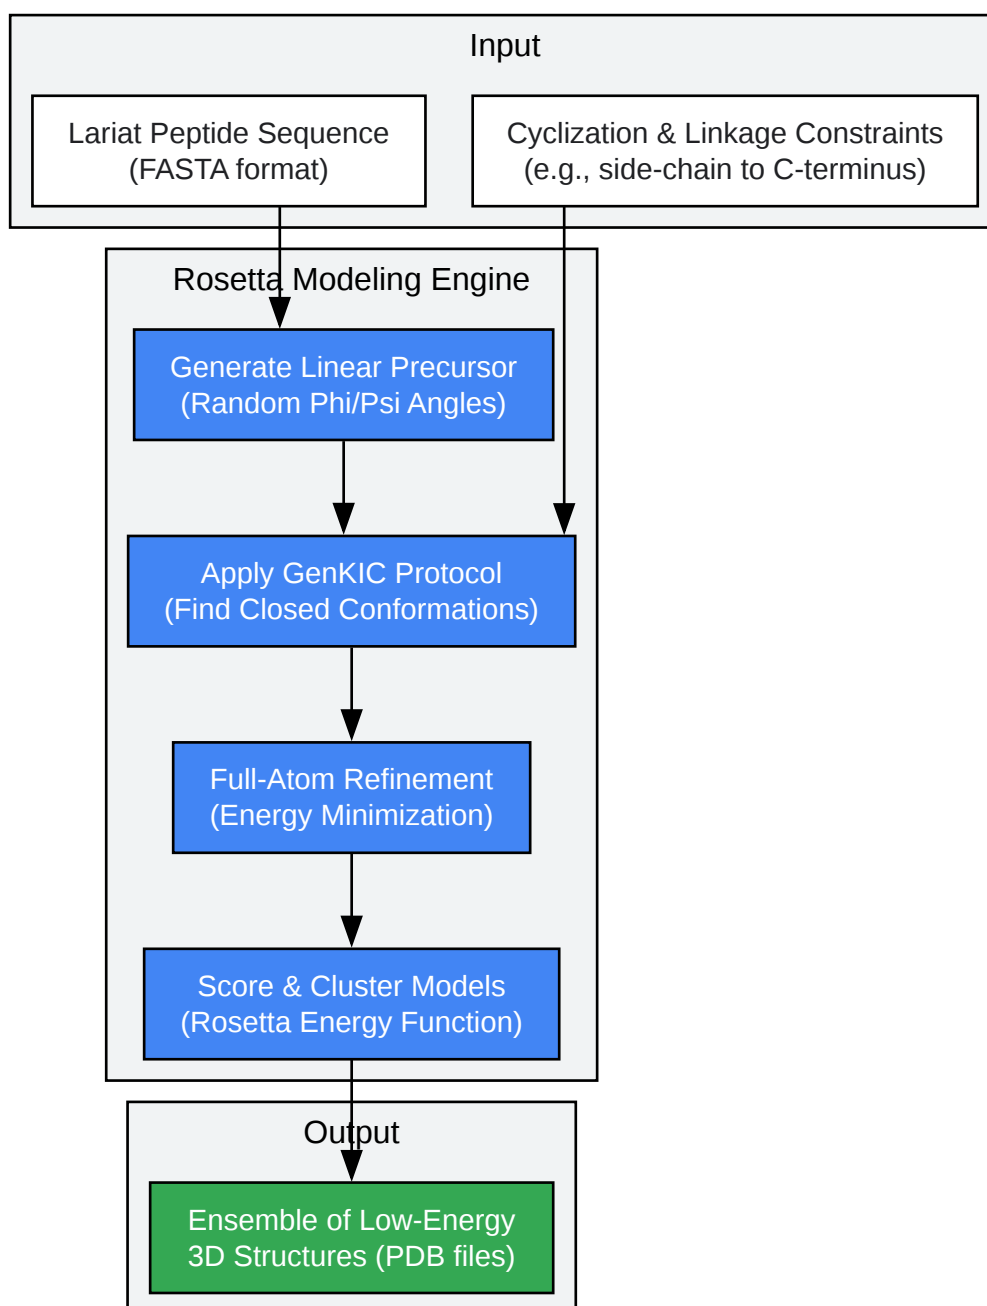 Input
Lariat Peptide Sequence
(FASTA format)
Cyclization & Linkage Constraints
(e.g., side-chain to C-terminus)
Rosetta Modeling Engine
Generate Linear Precursor
(Random Phi/Psi Angles)
Apply GenKIC Protocol
(Find Closed Conformations)
Full-Atom Refinement
(Energy Minimization)
Score & Cluster Models
(Rosetta Energy Function)
Output
Ensemble of Low-Energy
3D Structures (PDB files)